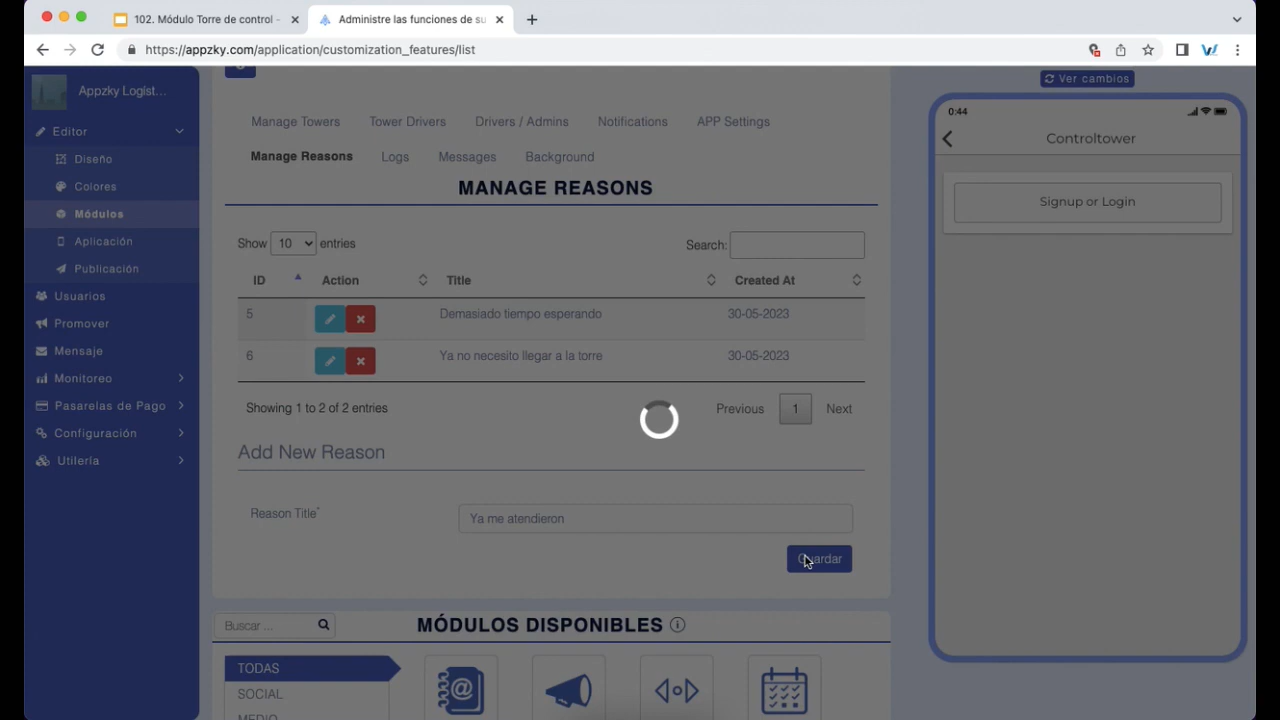 102. Módulo Torre de control -
Administre las funciones de su
https://appzky.com/application/customization_features/list
Appzky Logíst...
Editor
Diseño
Colores
Módulos
Aplicación
Publicación
Usuarios
Promover
Mensaje
Monitoreo
Pasarelas de Pago
Configuración
Utilería
Manage Towers Tower Drivers Drivers / Admins Notifications APP Settings
Manage Reasons Logs Messages Background
MANAGE REASONS
Show 10 entries Search:
ID Action Title Created At
5 Demasiado tiempo esperando 30-05-2023
6 Ya no necesito llegar a la torre 30-05-2023
Showing 1 to 2 of 2 entries Previous 1 Next
Add New Reason
Reason Title* Ya me atendieron
Guardar
Buscar ... MÓDULOS DISPONIBLES
TODAS
SOCIAL
MEDIO
Ver cambios
0:44
Controltower
Signup or Login